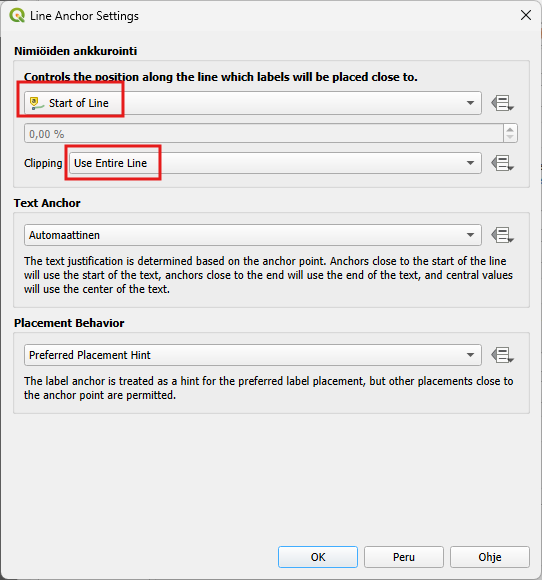 Line Anchor Settings
Nimiöiden ankkurointi
Controls the position along the line which labels will be placed close to.
Start of Line
0,00 %
Clipping Use Entire Line
Text Anchor
Automaattinen
The text justification is determined based on the anchor point. Anchors close to the start of the line
will use the start of the text, anchors close to the end will use the end of the text, and central values
will use the center of the text.
Placement Behavior
Preferred Placement Hint
The label anchor is treated as a hint for the preferred label placement, but other placements close to
the anchor point are permitted.
OK Peru Ohje